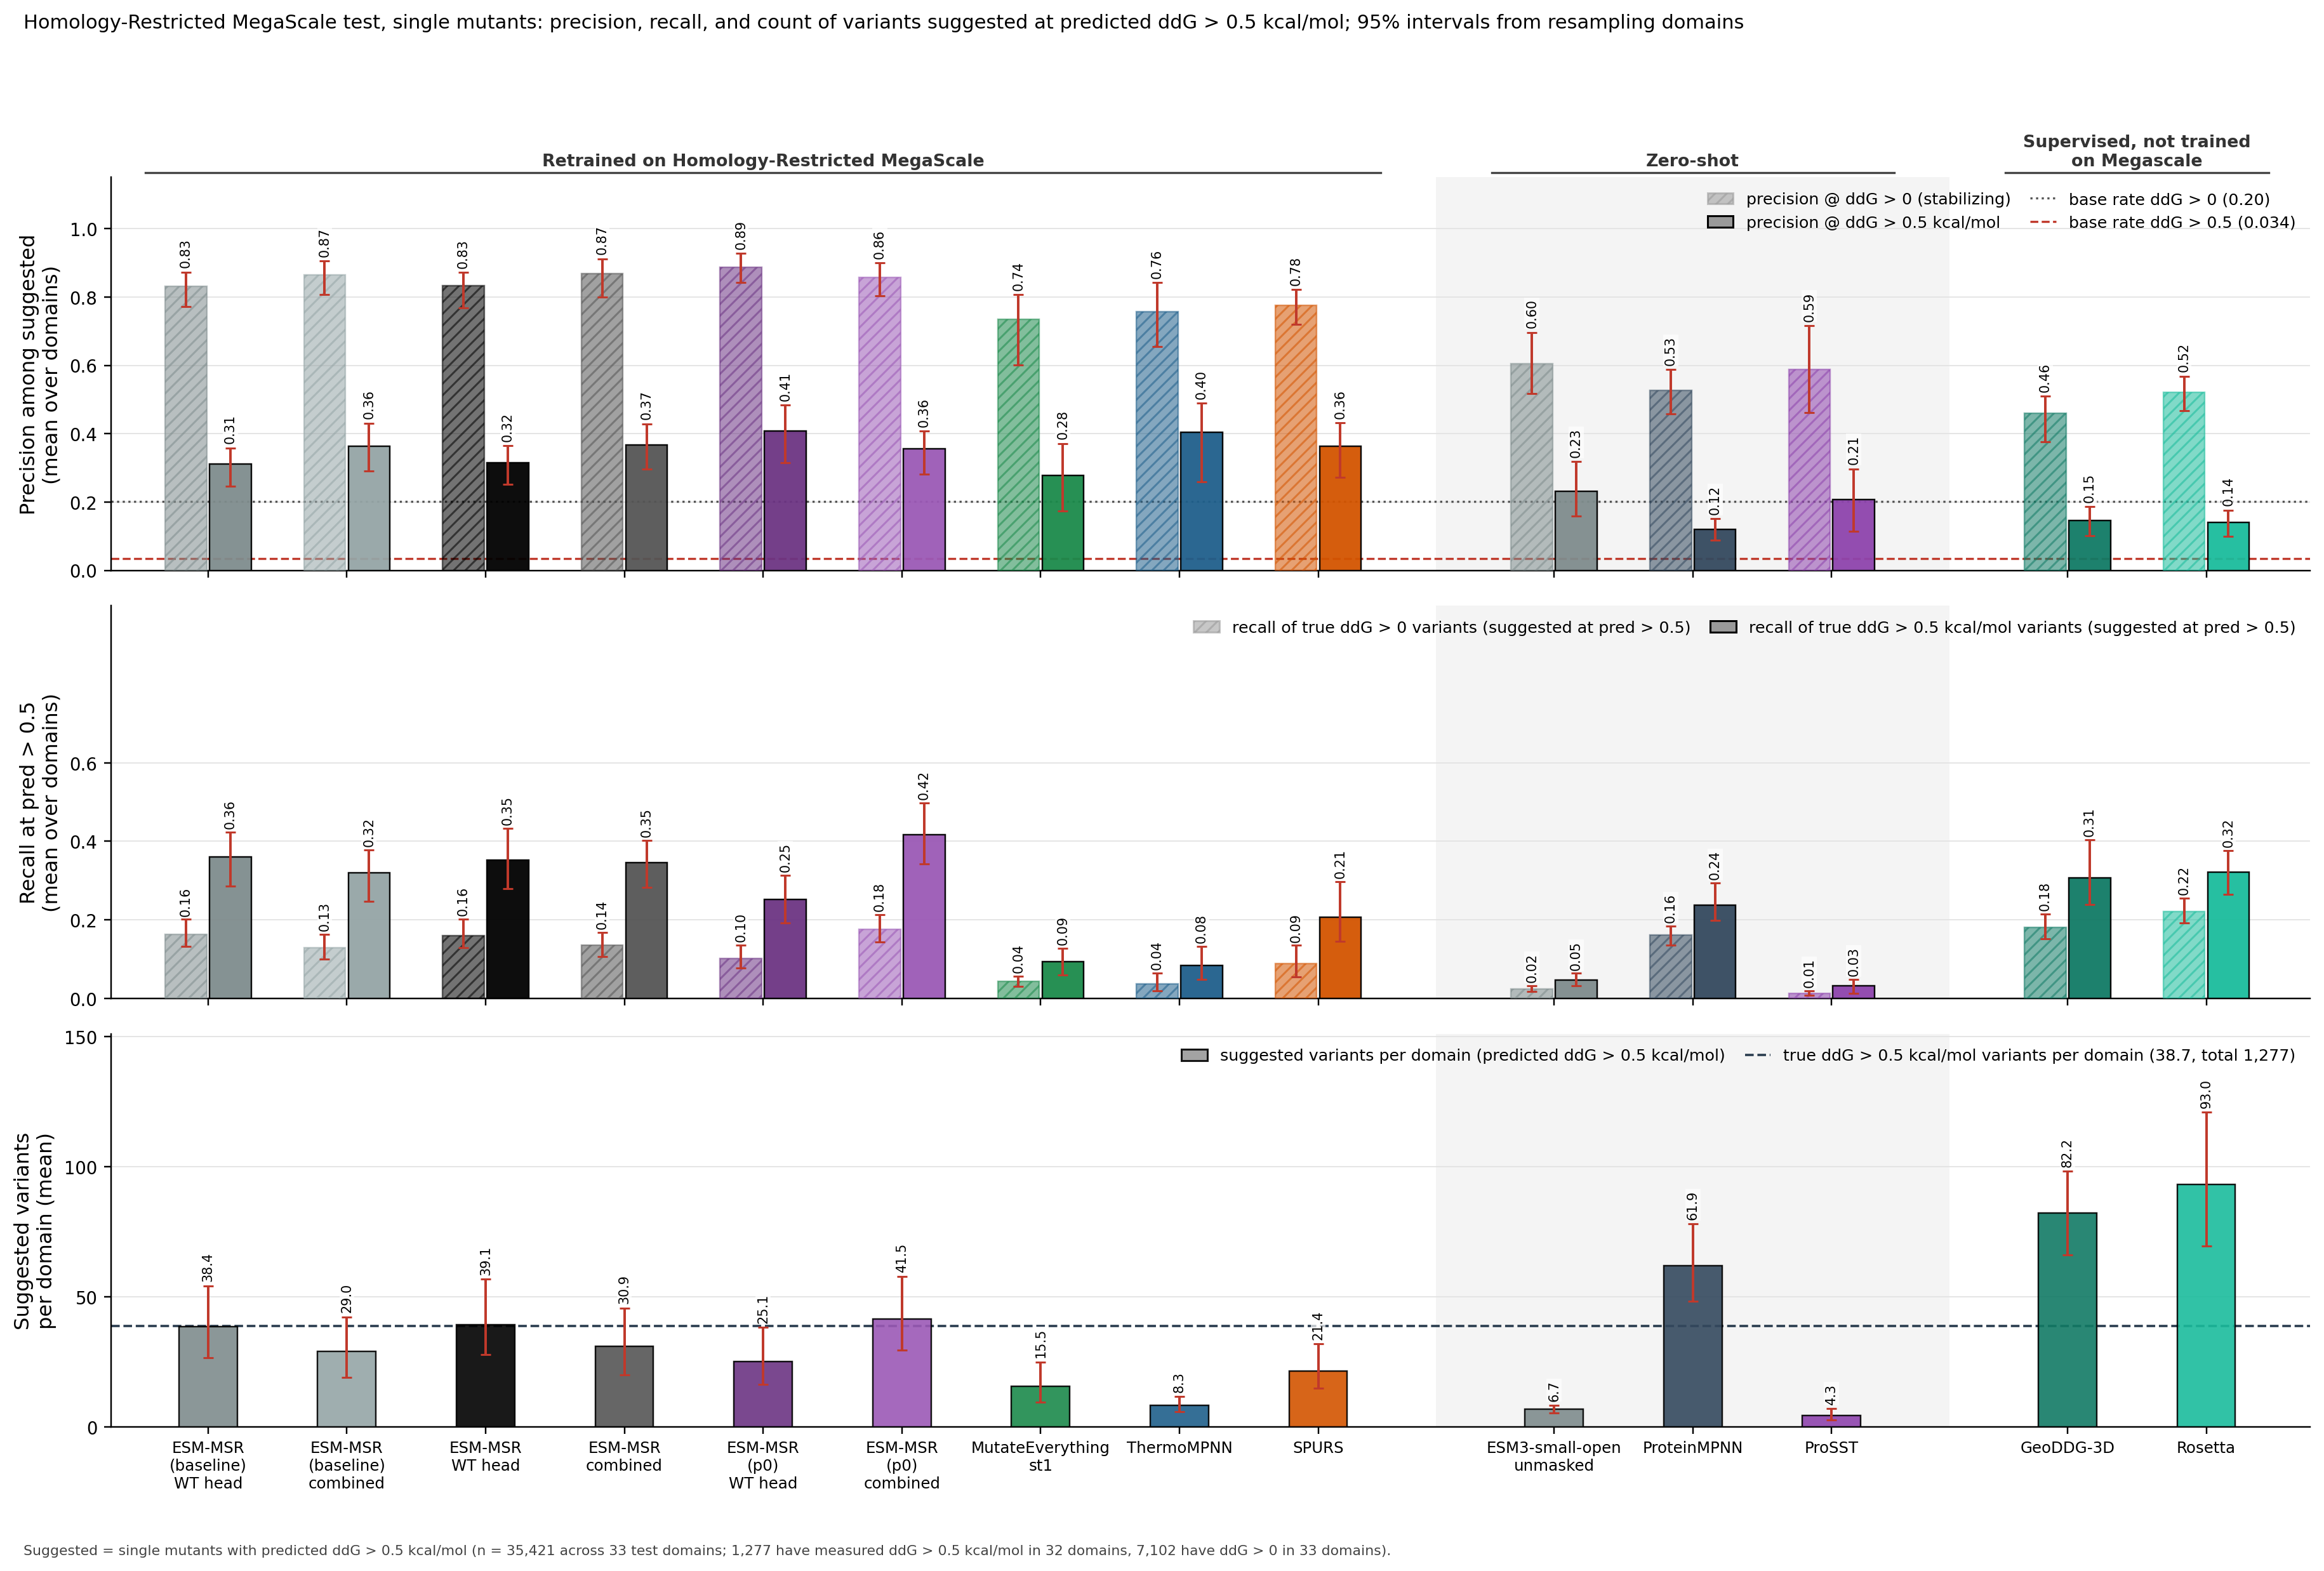 Homology-Restricted MegaScale test, single mutants: precision, recall, and count of variants suggested at predicted ddG > 0.5 kcal/mol; 95% intervals from resampling domains
Retrained on Homology-Restricted MegaScale
Zero-shot
Supervised, not trained
on Megascale
precision @ ddG > 0 (stabilizing)
precision @ ddG > 0.5 kcal/mol
base rate ddG > 0 (0.20)
base rate ddG > 0.5 (0.034)
Precision among suggested
(mean over domains)
1.0
0.8
0.6
0.4
0.2
0.0
0.83
0.31
0.87
0.36
0.83
0.32
0.87
0.37
0.89
0.41
0.86
0.36
0.74
0.28
0.76
0.40
0.78
0.36
0.60
0.23
0.53
0.12
0.59
0.21
0.46
0.15
0.52
0.14
recall of true ddG > 0 variants (suggested at pred > 0.5)
recall of true ddG > 0.5 kcal/mol variants (suggested at pred > 0.5)
Recall at pred > 0.5
(mean over domains)
0.6
0.4
0.2
0.0
0.16
0.36
0.13
0.32
0.16
0.35
0.14
0.35
0.10
0.25
0.18
0.42
0.04
0.09
0.04
0.08
0.09
0.21
0.02
0.05
0.16
0.24
0.01
0.03
0.18
0.31
0.22
0.32
suggested variants per domain (predicted ddG > 0.5 kcal/mol)
true ddG > 0.5 kcal/mol variants per domain (38.7, total 1,277)
Suggested variants
per domain (mean)
150
100
50
0
38.4
29.0
39.1
30.9
25.1
41.5
15.5
8.3
21.4
6.7
61.9
4.3
82.2
93.0
ESM-MSR
(baseline)
WT head
ESM-MSR
(baseline)
combined
ESM-MSR
WT head
ESM-MSR
combined
ESM-MSR
(p0)
WT head
ESM-MSR
(p0)
combined
MutateEverything
st1
ThermoMPNN
SPURS
ESM3-small-open
unmasked
ProteinMPNN
ProSST
GeoDDG-3D
Rosetta
Suggested = single mutants with predicted ddG > 0.5 kcal/mol (n = 35,421 across 33 test domains; 1,277 have measured ddG > 0.5 kcal/mol in 32 domains, 7,102 have ddG > 0 in 33 domains).